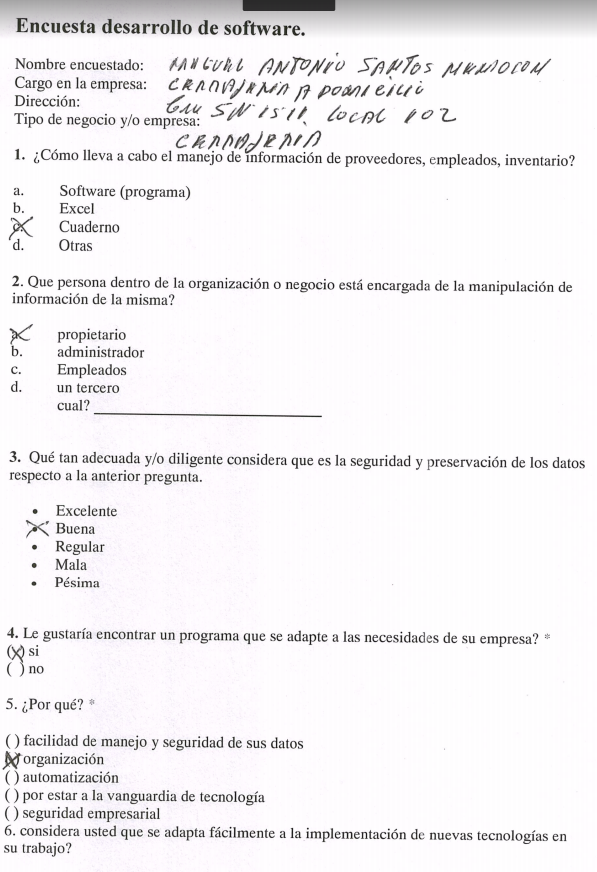 Encuesta desarrollo de software.
Nombre encuestado: MANUEL ANTONIO SANTOS
Cargo en la empresa: CERRAJERIA A DOMICILIO
Dirección: LOCAL 102
Tipo de negocio y/o empresa: CERRAJERIA
1. ¿Cómo lleva a cabo el manejo de información de proveedores, empleados, inventario?
a. Software (programa)
b. Excel
Cuaderno
d. Otras
2. Que persona dentro de la organización o negocio está encargada de la manipulación de
información de la misma?
propietario
b. administrador
c. Empleados
d. un tercero
cual?
3. Qué tan adecuada y/o diligente considera que es la seguridad y preservación de los datos
respecto a la anterior pregunta.
• Excelente
Buena
• Regular
• Mala
• Pésima
4. Le gustaría encontrar un programa que se adapte a las necesidades de su empresa? *
(X) si
( ) no
5. ¿Por qué? *
( ) facilidad de manejo y seguridad de sus datos
(X) organización
( ) automatización
( ) por estar a la vanguardia de tecnología
( ) seguridad empresarial
6. considera usted que se adapta fácilmente a la implementación de nuevas tecnologías en
su trabajo?